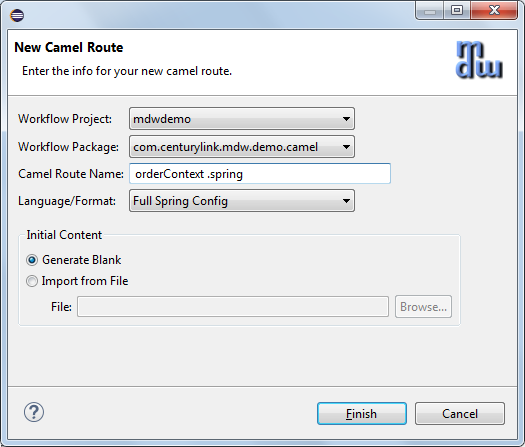 New Camel Route
Enter the info for your new camel route.
mdw
Workflow Project: mdwdemo
Workflow Package: com.centurylink.mdw.demo.camel
Camel Route Name: orderContext .spring
Language/Format: Full Spring Config
Initial Content
Generate Blank
Import from File
File: Browse...
? Finish Cancel